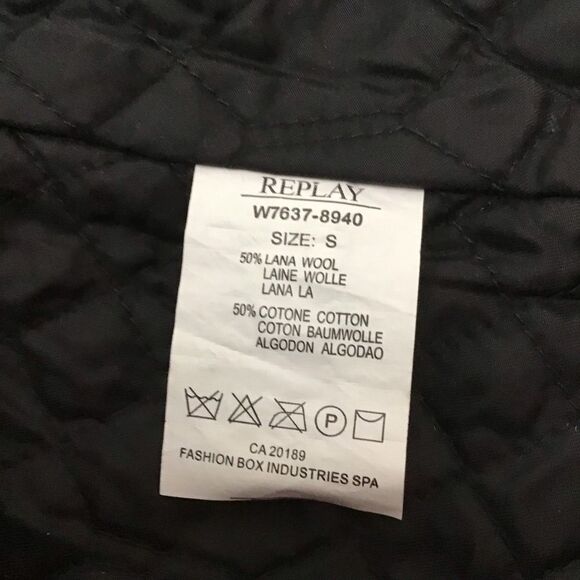 REPLAY
W7637-8940
SIZE: S
50% LANA WOOL
LAINE WOLLE
LANA LA
50% COTONE COTTON
COTON BAUMWOLLE
ALGODON ALGODAO
P
CA 20189
FASHION BOX INDUSTRIES SPA